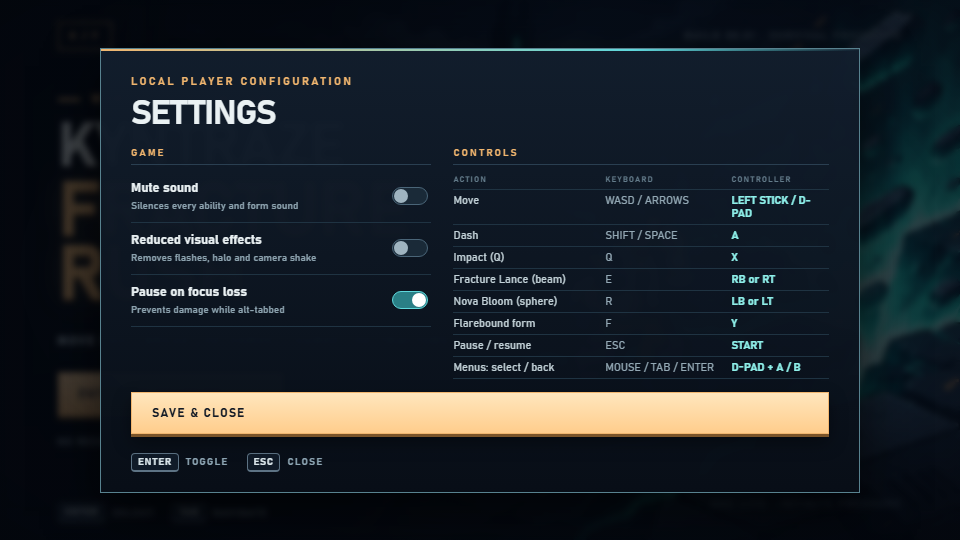 LOCAL PLAYER CONFIGURATION
SETTINGS
GAME
Mute sound
Silences every ability and form sound
Reduced visual effects
Removes flashes, halo and camera shake
Pause on focus loss
Prevents damage while alt-tabbed
CONTROLS
ACTION KEYBOARD CONTROLLER
Move WASD / ARROWS LEFT STICK / D-
PAD
Dash SHIFT / SPACE A
Impact (Q) Q X
Fracture Lance (beam) E RB or RT
Nova Bloom (sphere) R LB or LT
Flarebound form F Y
Pause / resume ESC START
Menus: select / back MOUSE / TAB / ENTER D-PAD + A / B
SAVE & CLOSE
ENTER TOGGLE ESC CLOSE